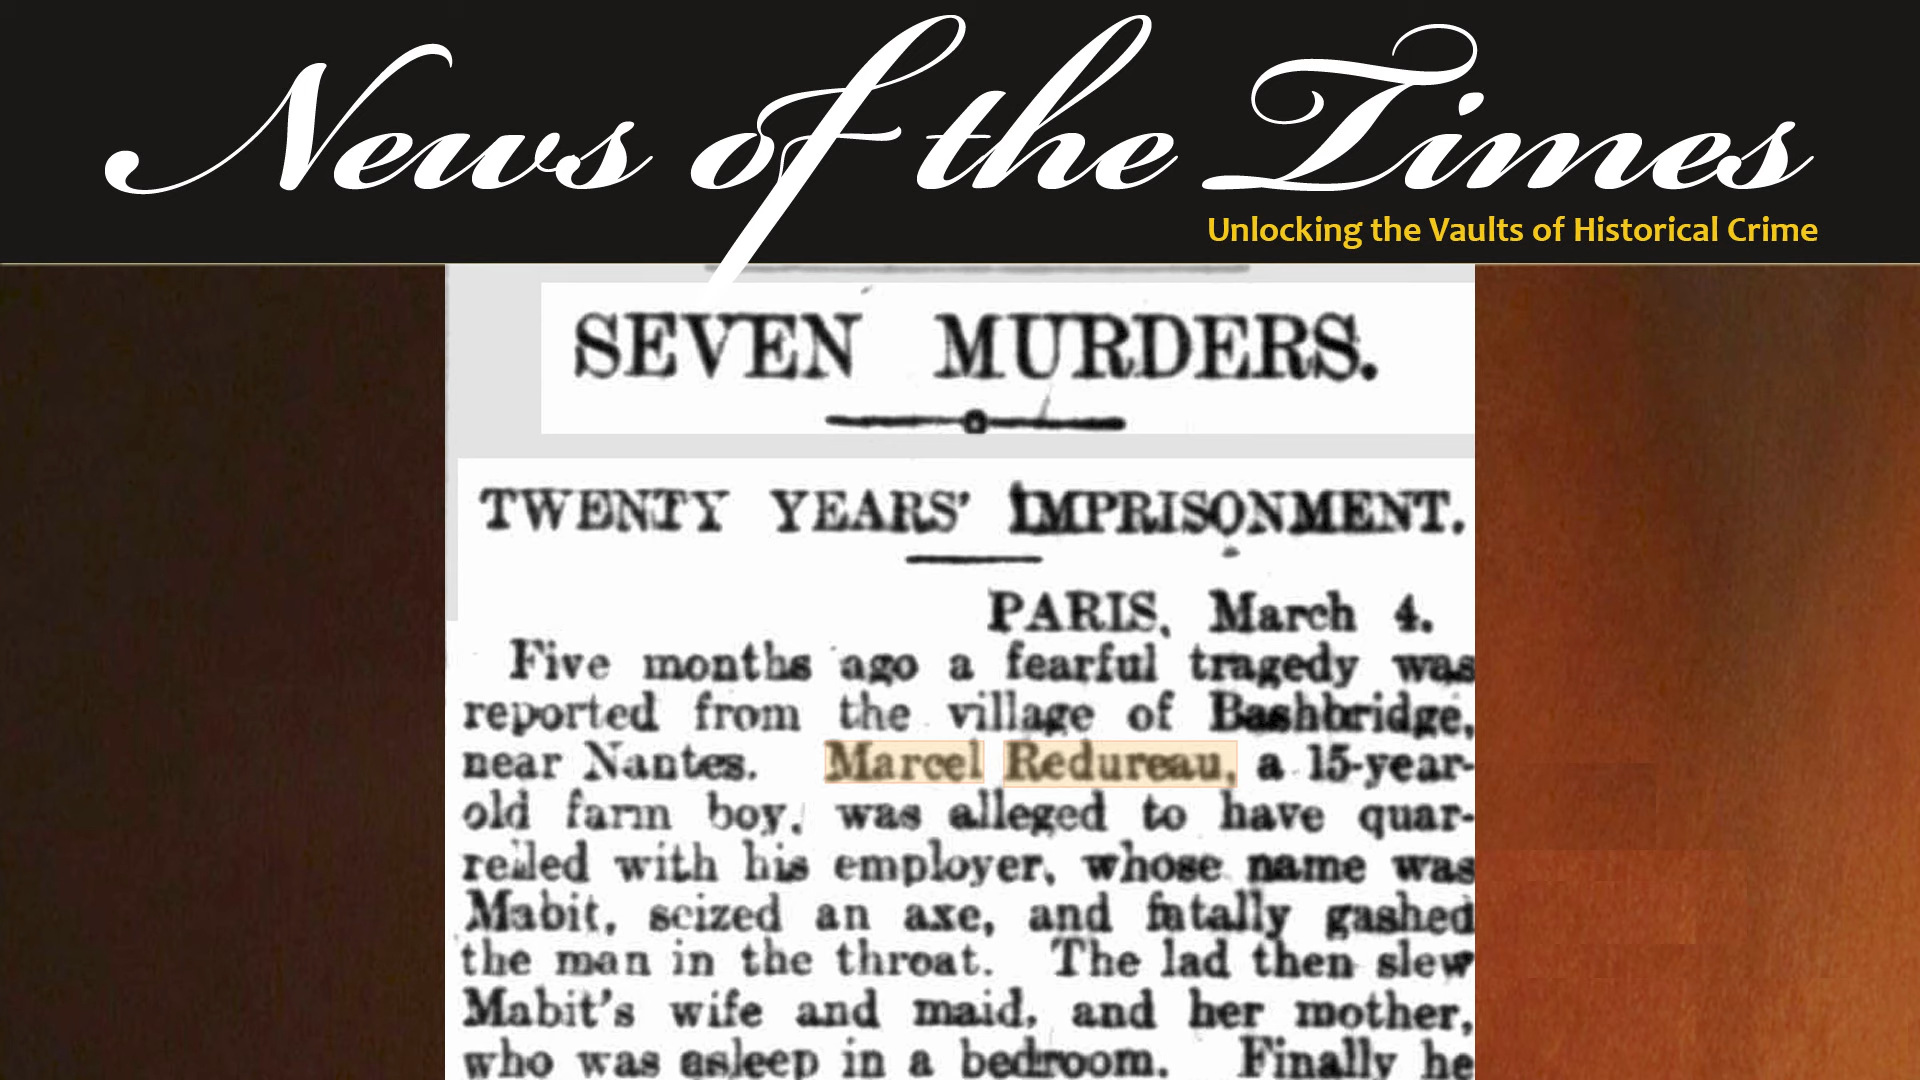 News of the Times
Unlocking the Vaults of Historical Crime
SEVEN MURDERS.
TWENTY YEARS' IMPRISONMENT.
PARIS, March 4.
Five months ago a fearful tragedy was
reported from the village of Bashbridge,
near Nantes. Marcel Redureau, a 15-year-
old farm boy, was alleged to have quar-
relled with his employer, whose name was
Mabit, seized an axe, and fatally gashed
the man in the throat. The lad then slew
Mabit's wife and maid, and her mother,
who was asleep in a bedroom. Finally he